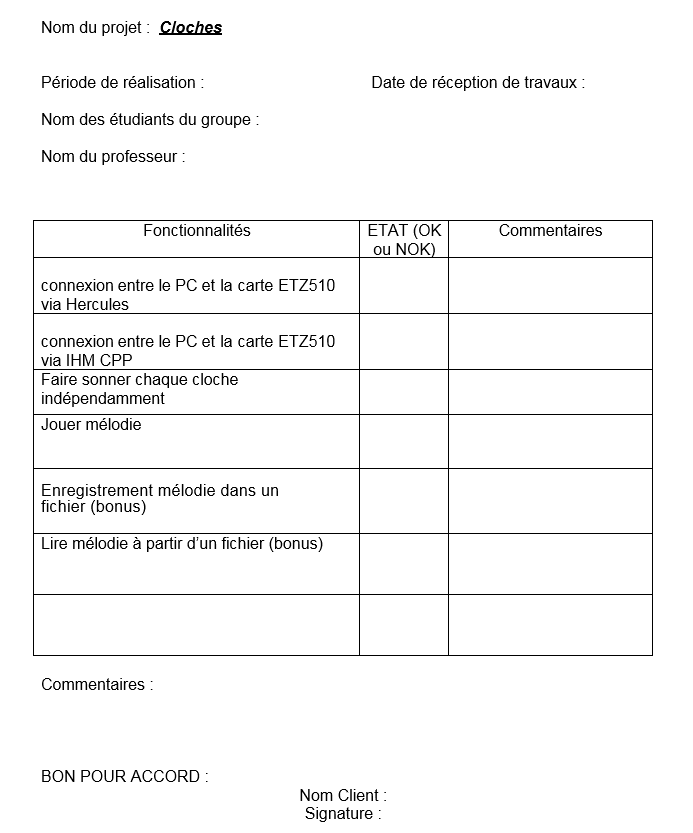 Nom du projet : Cloches
Période de réalisation : Date de réception de travaux :
Nom des étudiants du groupe :
Nom du professeur :
Fonctionnalités ETAT (OK ou NOK) Commentaires
connexion entre le PC et la carte ETZ510
via Hercules
connexion entre le PC et la carte ETZ510
via IHM CPP
Faire sonner chaque cloche
indépendamment
Jouer mélodie
Enregistrement mélodie dans un
fichier (bonus)
Lire mélodie à partir d’un fichier (bonus)
Commentaires :
BON POUR ACCORD :
Nom Client :
Signature :